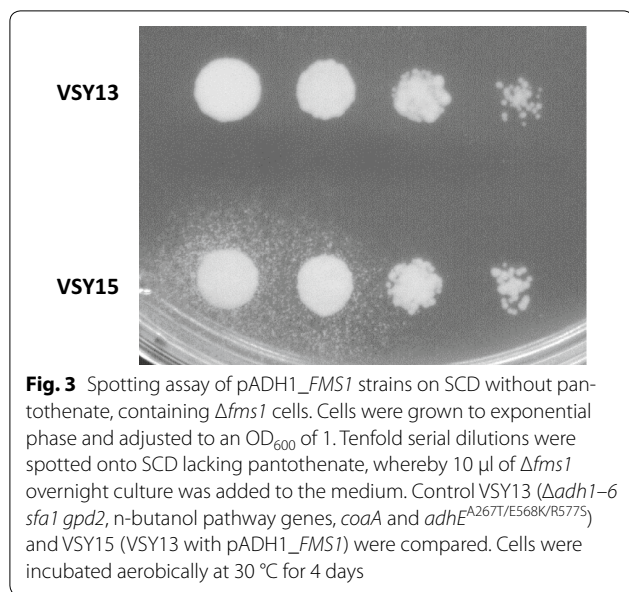 VSY13
VSY15
Fig. 3 Spotting assay of pADH1_FMS1 strains on SCD without pan-
tothenate, containing Δfms1 cells. Cells were grown to exponential
phase and adjusted to an OD600 of 1. Tenfold serial dilutions were
spotted onto SCD lacking pantothenate, whereby 10 µl of Δfms1
overnight culture was added to the medium. Control VSY13 (Δadh1–6
sfa1 gpd2, n-butanol pathway genes, coaA and adhE^A267T/E568K/R577S)
and VSY15 (VSY13 with pADH1_FMS1) were compared. Cells were
incubated aerobically at 30 °C for 4 days